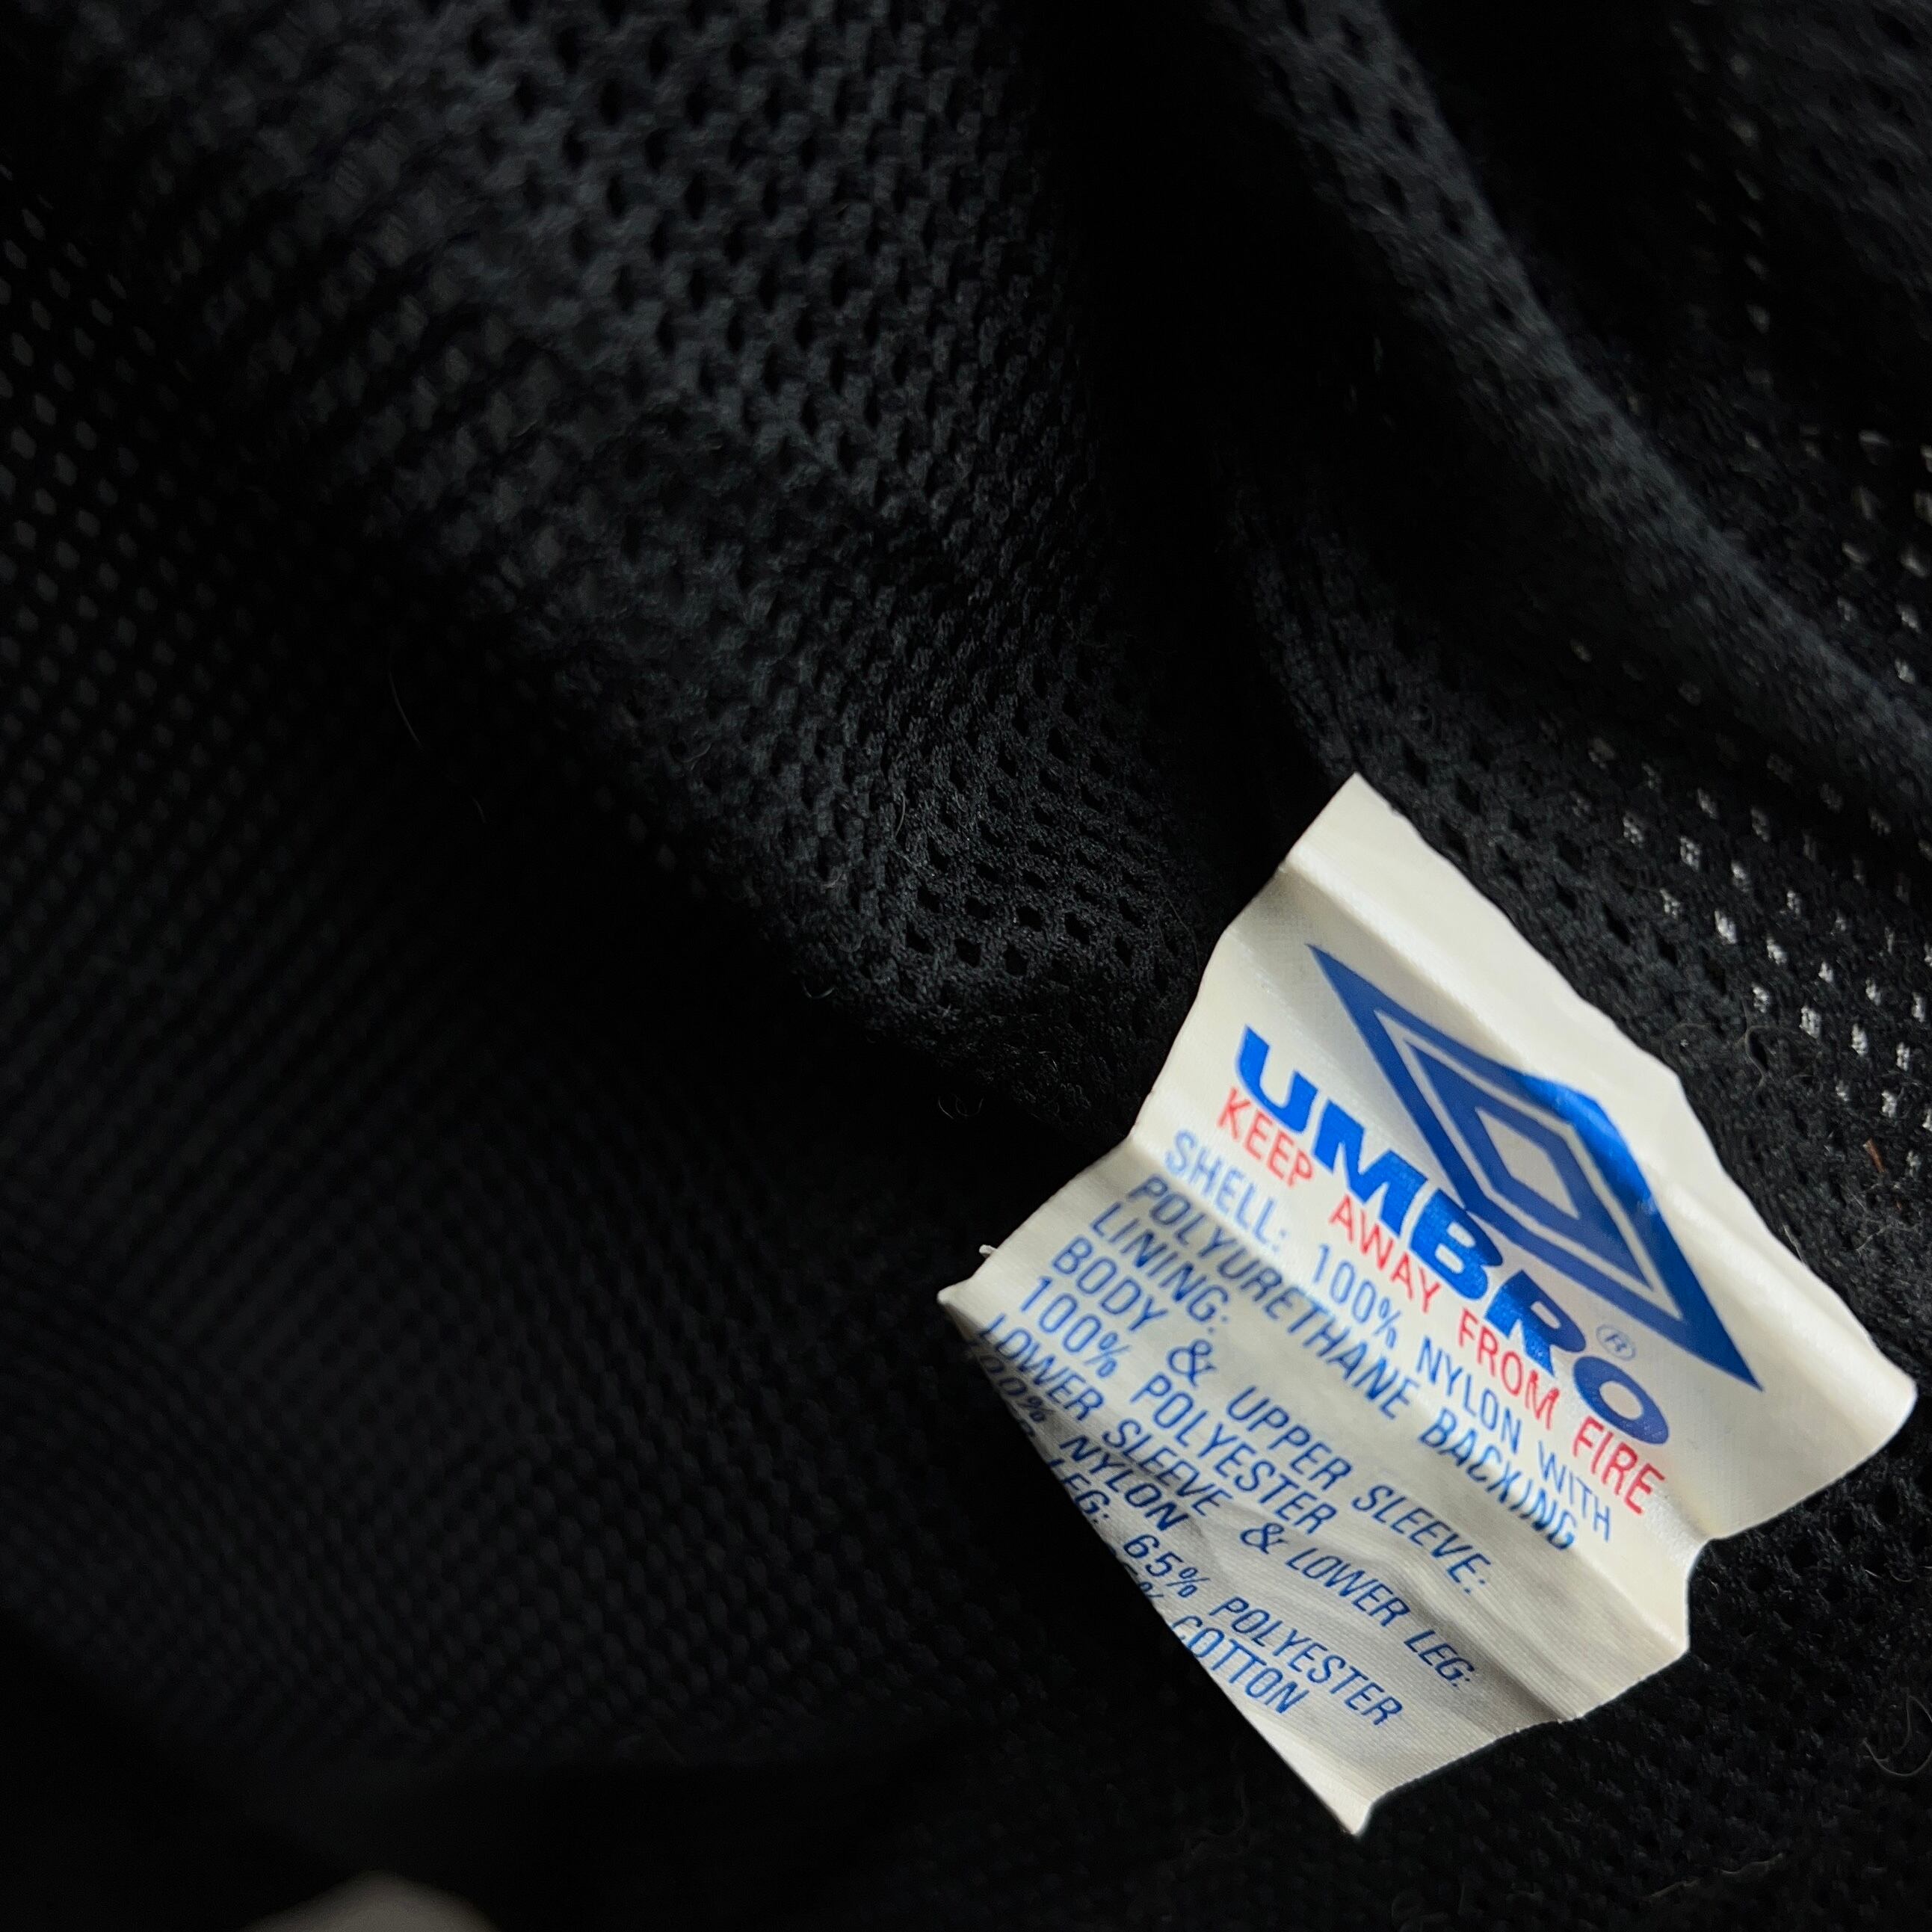 UMBRO®
KEEP AWAY FROM FIRE
SHELL: 100% NYLON WITH
POLYURETHANE BACKING
LINING:
BODY & UPPER SLEEVE:
100% POLYESTER
LOWER SLEEVE & LOWER LEG:
100% NYLON
LEG: 65% POLYESTER
COTTON